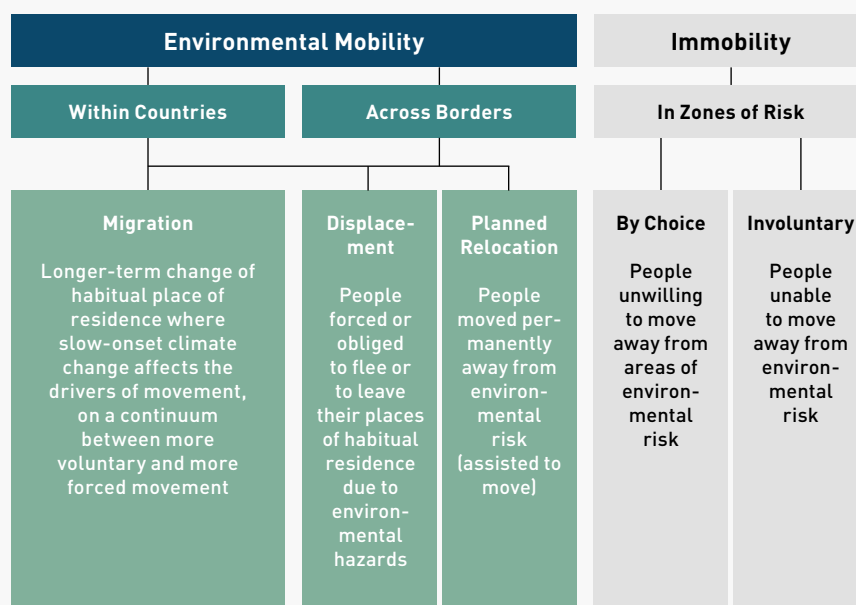 Environmental Mobility
Immobility
Within Countries
Across Borders
In Zones of Risk
Migration
Longer-term change of
habitual place of
residence where
slow-onset climate
change affects the
drivers of movement,
on a continuum
between more
voluntary and more
forced movement
Displace-
ment
People
forced or
obliged
to flee or
to leave
their places
of habitual
residence
due to
environ-
mental
hazards
Planned
Relocation
People
moved per-
manently
away from
environ-
mental
risk
(assisted to
move)
By Choice
People
unwilling
to move
away from
areas of
environ-
mental
risk
Involuntary
People
unable
to move
away from
environ-
mental
risk